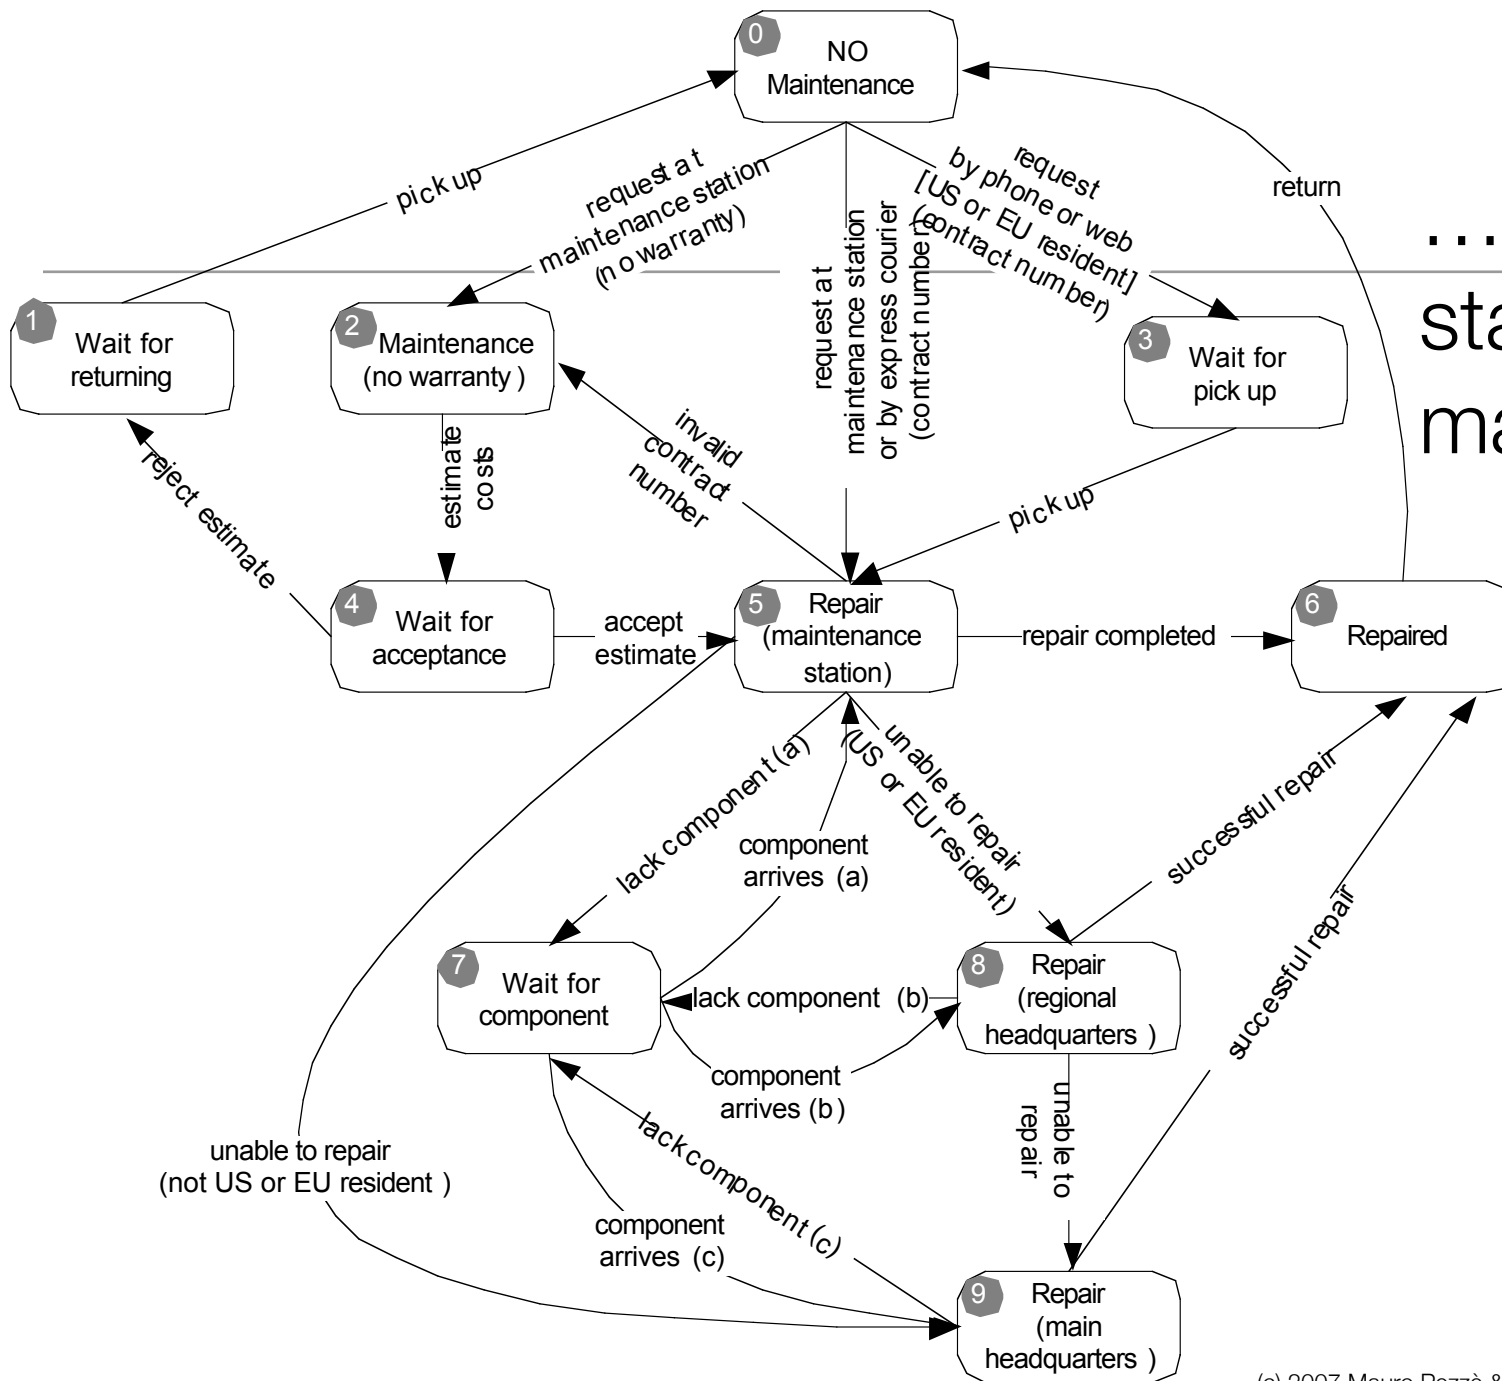 0
NO
Maintenance
pick up
request at
maintenance station
(no warranty)
request at
maintenance station
or by express courier
(contract number)
request
by phone or web
[US or EU resident]
(contract number)
return
...
1
Wait for
returning
2
Maintenance
(no warranty )
3
Wait for
pick up
reject estimate
estimate
costs
invalid
contract
number
pick up
4
Wait for
acceptance
accept
estimate
5
Repair
(maintenance
station)
repair completed
6
Repaired
lack component (a)
component
arrives (a)
unable to repair
(US or EU resident)
successful repair
successful repair
7
Wait for
component
lack component (b)
component
arrives (b)
8
Repair
(regional
headquarters )
unable to repair
(not US or EU resident )
lack component (c)
component
arrives (c)
unable to
repair
9
Repair
(main
headquarters )
(c) 2007 Mauro Pezzè &